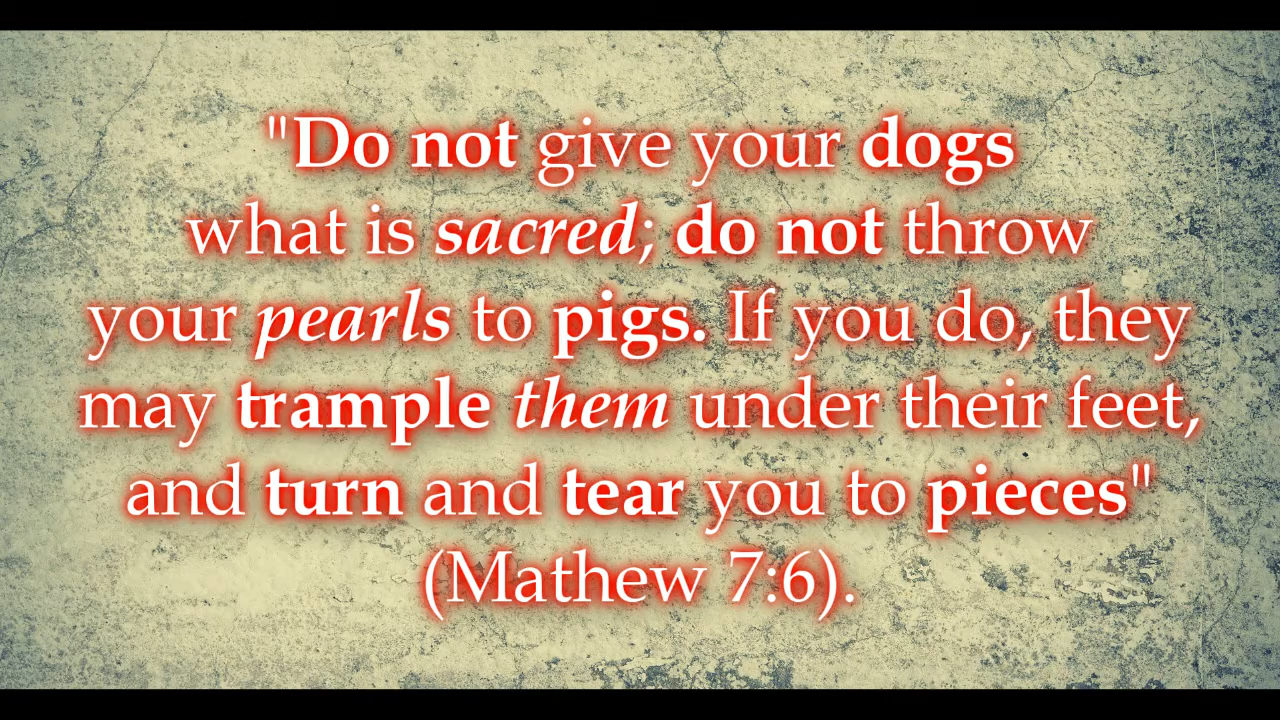 "Do not give your dogs
what is sacred; do not throw
your pearls to pigs. If you do, they
may trample them under their feet,
and turn and tear you to pieces"
(Mathew 7:6).